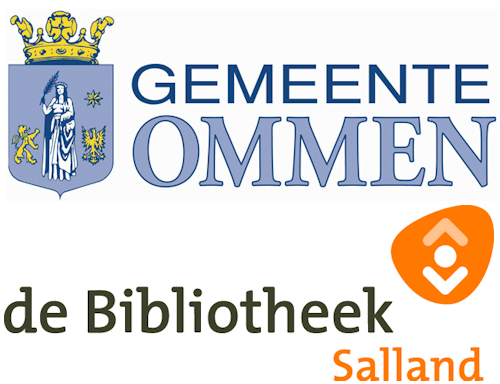 GEMEENTE
OMMEN
de Bibliotheek
Salland